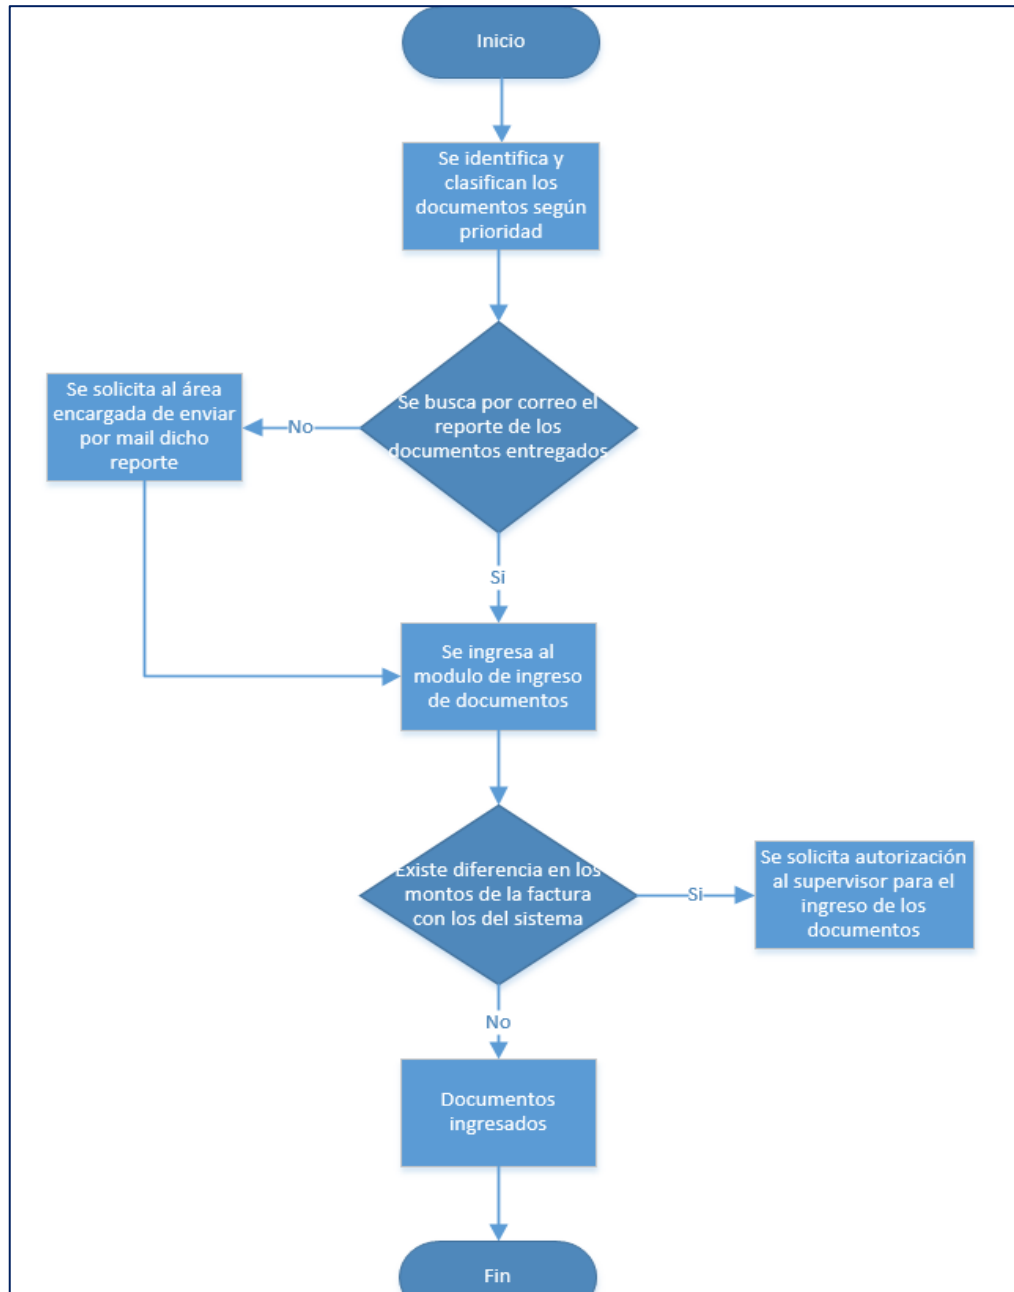 Inicio
Se identifica y
clasifican los
documentos según
prioridad
Se busca por correo el
reporte de los
documentos entregados
No
Se solicita al área
encargada de enviar
por mail dicho
reporte
Si
Se ingresa al
modulo de ingreso
de documentos
Existe diferencia en los
montos de la factura
con los del sistema
Si
Se solicita autorización
al supervisor para el
ingreso de los
documentos
No
Documentos
ingresados
Fin